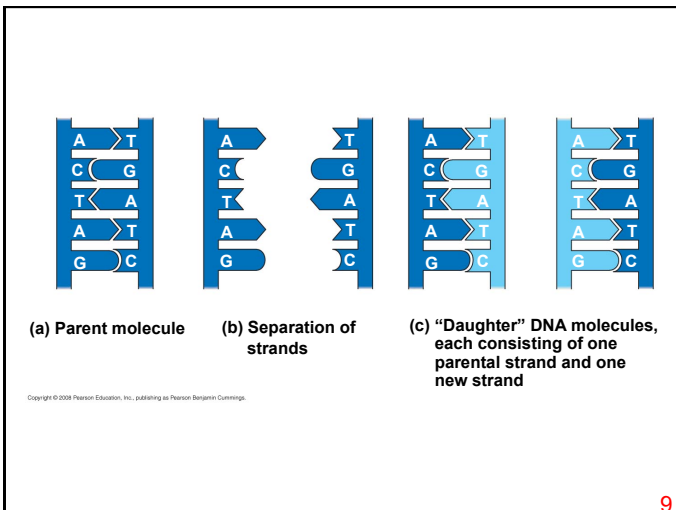 A T A T A T A T
C G C G C G C G
T A T A T A T A
A T A T A T A T
G C G C G C G C
(a) Parent molecule
(b) Separation of
strands
(c) “Daughter” DNA molecules,
each consisting of one
parental strand and one
new strand
Copyright © 2008 Pearson Education, Inc., publishing as Pearson Benjamin Cummings.
9